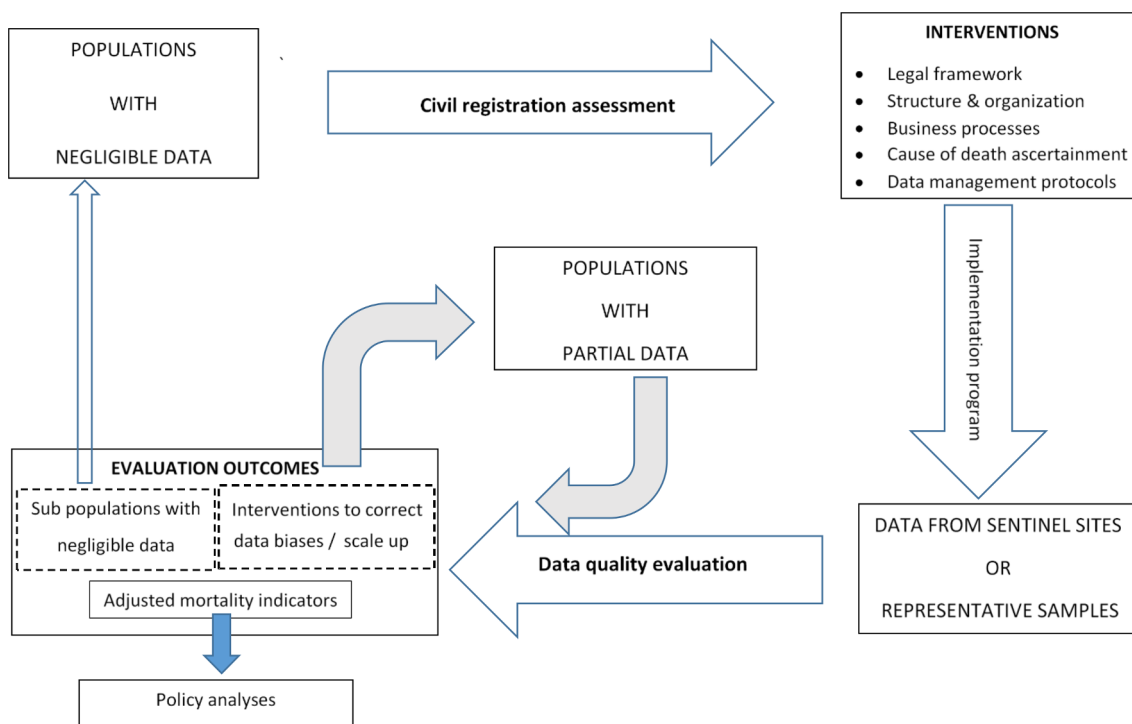 POPULATIONS
WITH
NEGLIGIBLE DATA
Civil registration assessment
INTERVENTIONS
• Legal framework
• Structure & organization
• Business processes
• Cause of death ascertainment
• Data management protocols
Implementation program
POPULATIONS
WITH
PARTIAL DATA
EVALUATION OUTCOMES
Sub populations with
negligible data
Interventions to correct
data biases / scale up
Adjusted mortality indicators
Data quality evaluation
DATA FROM SENTINEL SITES
OR
REPRESENTATIVE SAMPLES
Policy analyses